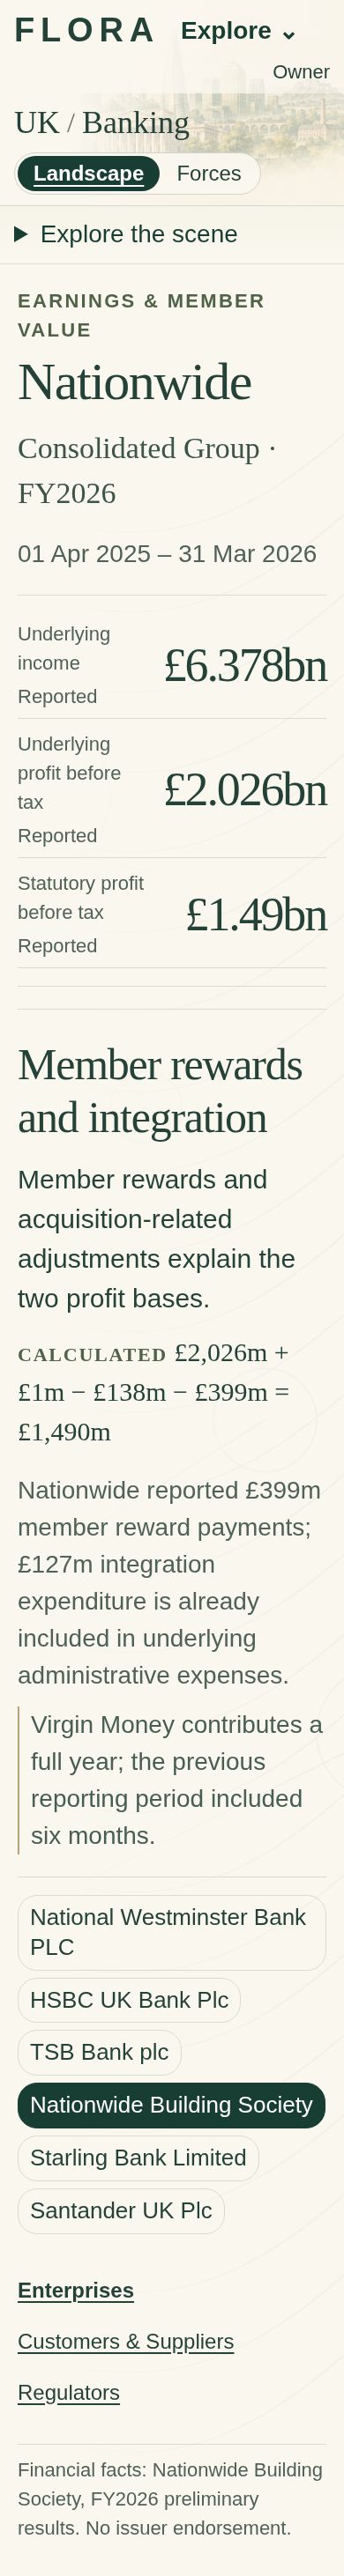 FLORA Explore
Owner
UK / Banking
Landscape Forces
Explore the scene
EARNINGS & MEMBER
VALUE
Nationwide
Consolidated Group ·
FY2026
01 Apr 2025 – 31 Mar 2026
Underlying
income
Reported
£6.378bn
Underlying
profit before
tax
Reported
£2.026bn
Statutory profit
before tax
Reported
£1.49bn
Member rewards
and integration
Member rewards and
acquisition-related
adjustments explain the
two profit bases.
CALCULATED £2,026m +
£1m − £138m − £399m =
£1,490m
Nationwide reported £399m
member reward payments;
£127m integration
expenditure is already
included in underlying
administrative expenses.
Virgin Money contributes a
full year; the previous
reporting period included
six months.
National Westminster Bank
PLC
HSBC UK Bank Plc
TSB Bank plc
Nationwide Building Society
Starling Bank Limited
Santander UK Plc
Enterprises
Customers & Suppliers
Regulators
Financial facts: Nationwide Building
Society, FY2026 preliminary
results. No issuer endorsement.